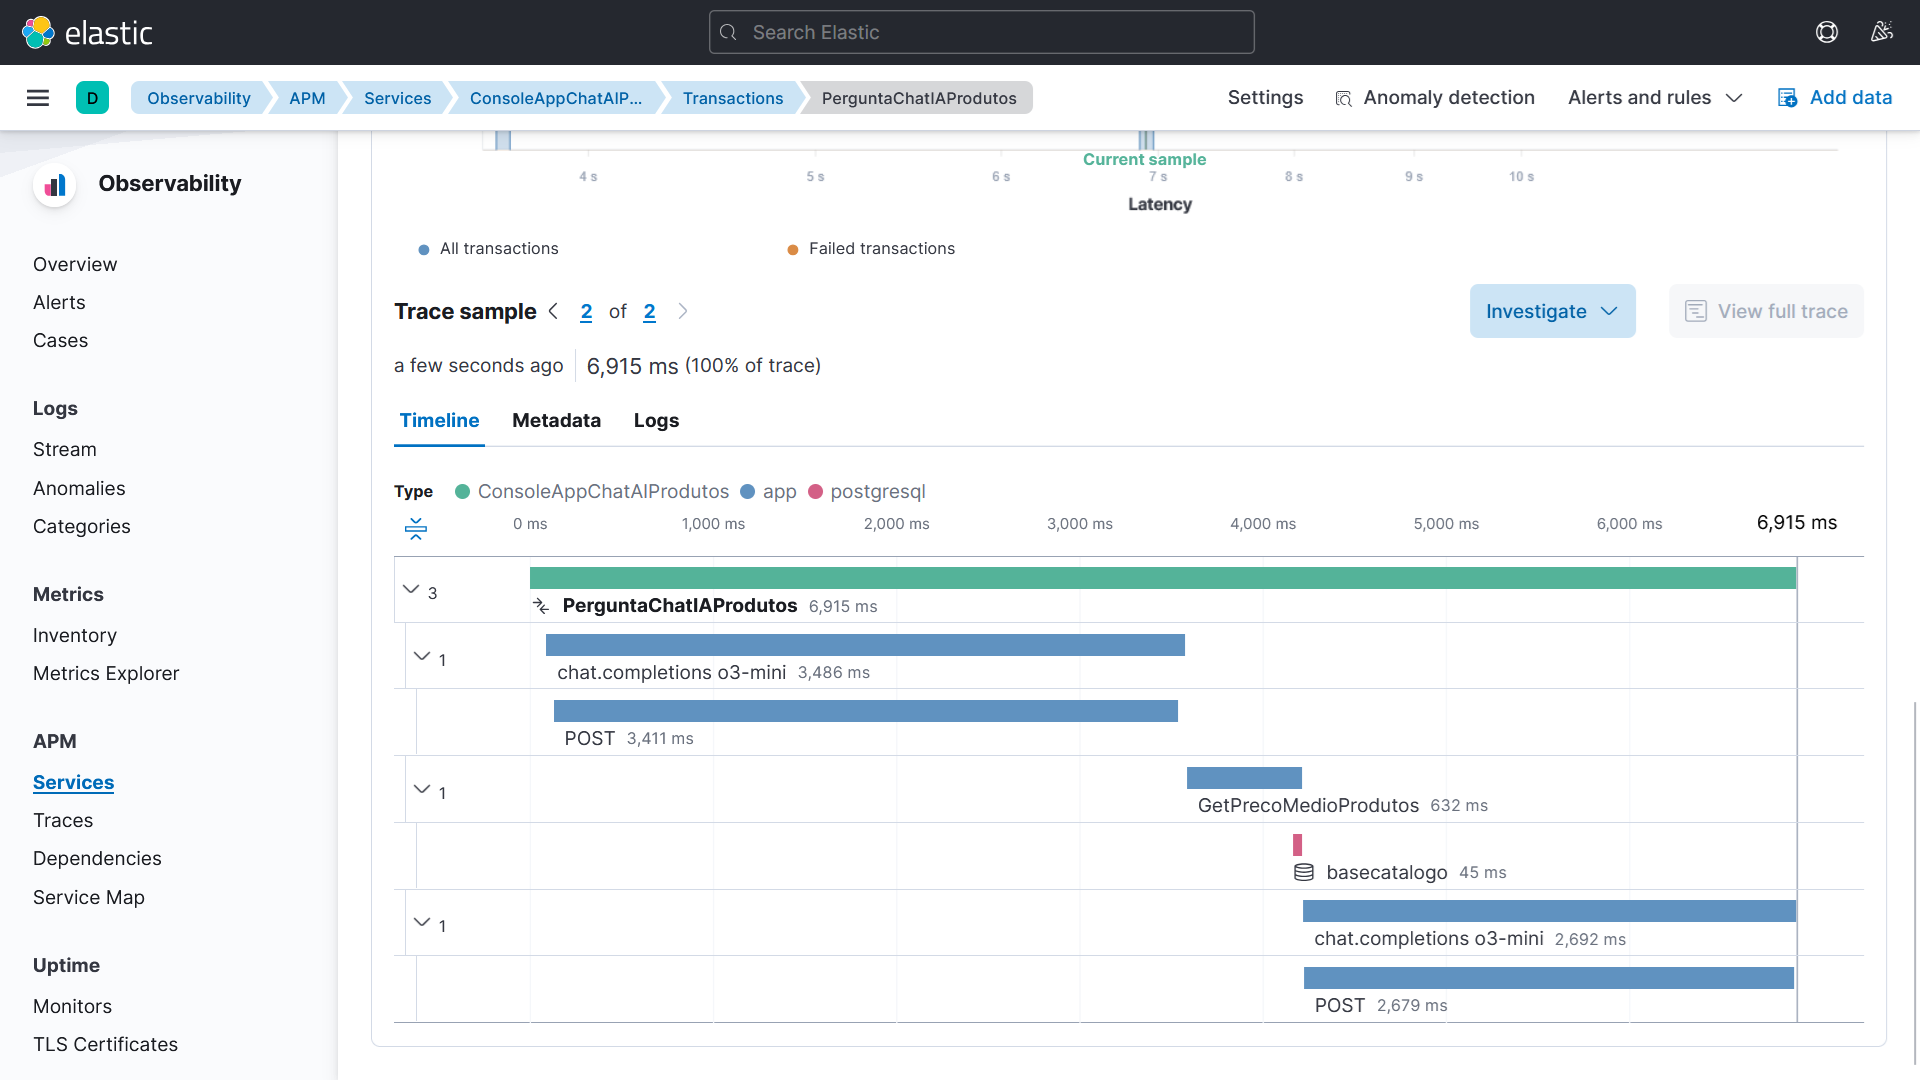 elastic
Search Elastic
D
Observability
APM
Services
ConsoleAppChatAIP...
Transactions
PerguntaChatIAProdutos
Settings
Anomaly detection
Alerts and rules
Add data
Observability
Overview
Alerts
Cases
Logs
Stream
Anomalies
Categories
Metrics
Inventory
Metrics Explorer
APM
Services
Traces
Dependencies
Service Map
Uptime
Monitors
TLS Certificates
Current sample
4 s 5 s 6 s 7 s 8 s 9 s 10 s
Latency
All transactions Failed transactions
Trace sample 2 of 2
Investigate
View full trace
a few seconds ago 6,915 ms (100% of trace)
Timeline Metadata Logs
Type ConsoleAppChatAIProdutos app postgresql
0 ms 1,000 ms 2,000 ms 3,000 ms 4,000 ms 5,000 ms 6,000 ms 6,915 ms
3
PerguntaChatIAProdutos 6,915 ms
1
chat.completions o3-mini 3,486 ms
POST 3,411 ms
1
GetPrecoMedioProdutos 632 ms
basecatalogo 45 ms
1
chat.completions o3-mini 2,692 ms
POST 2,679 ms